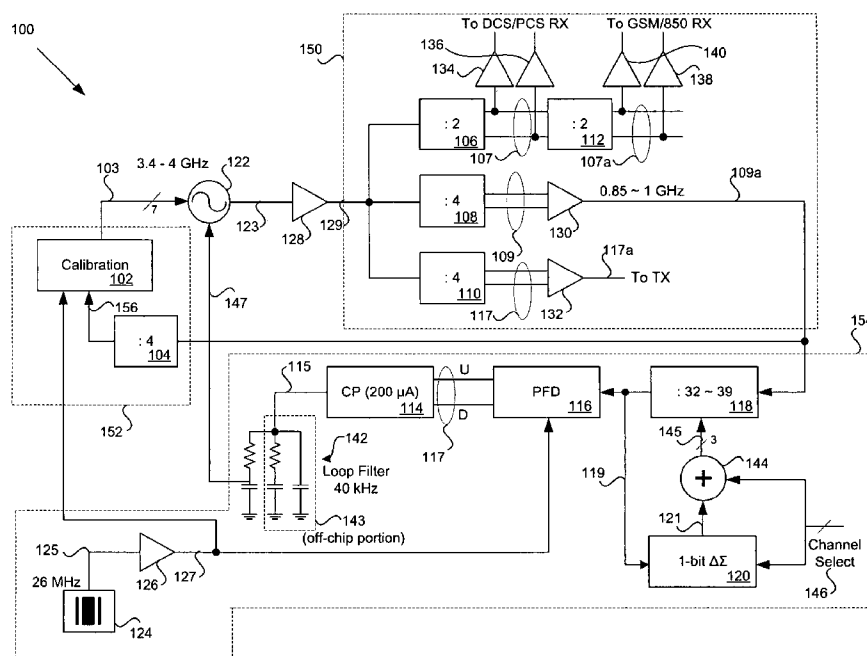 To DCS/PCS RX
To GSM/850 RX
100
150
136
134
140
138
: 2
106
107
: 2
112
107a
3.4 - 4 GHz
122
103
7
123
128
129
: 4
108
109
130
0.85 ~ 1 GHz
109a
117a
To TX
: 4
110
117
132
Calibration
102
156
147
: 4
104
152
154
115
CP (200 µA)
114
U
D
117
PFD
116
: 32 ~ 39
118
145
3
144
142
Loop Filter
40 kHz
143
(off-chip portion)
119
121
1-bit ΔΣ
120
Channel
Select
146
125
26 MHz
126
127
124